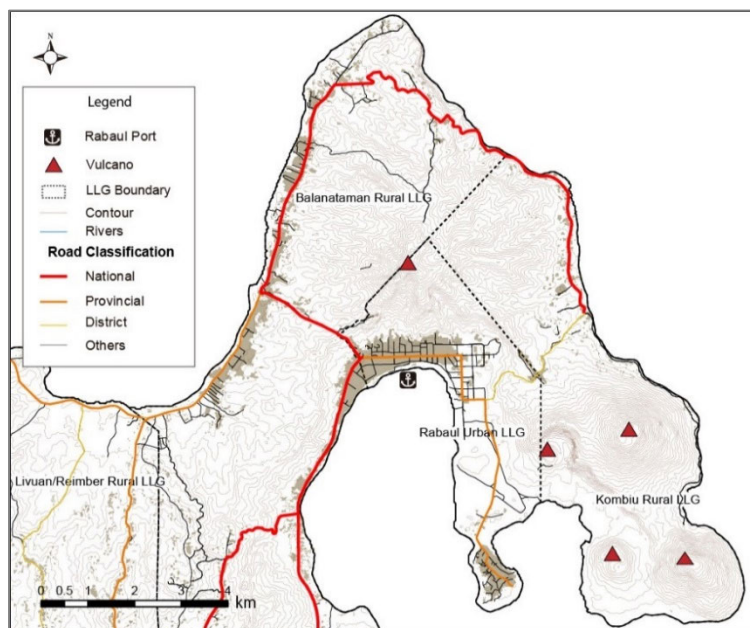 N
Legend
Rabaul Port
Vulcano
LLG Boundary
Contour
Rivers
Road Classification
National
Provincial
District
Others
Balanataman Rural LLG
Rabaul Urban LLG
Livuan/Reimber Rural LLG
Kombiu Rural LLG
0 0.5 1 2 3 4
km